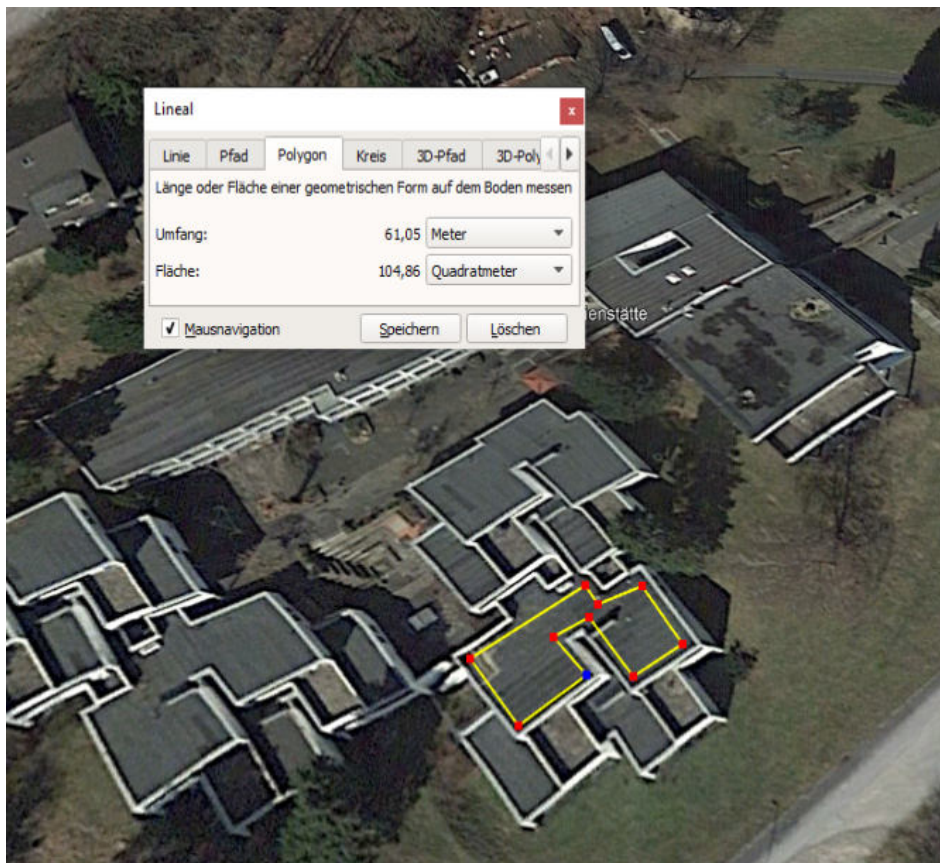 Lineal
x
Linie Pfad Polygon Kreis 3D-Pfad 3D-Poly
Länge oder Fläche einer geometrischen Form auf dem Boden messen
Umfang: 61,05 Meter
Fläche: 104,86 Quadratmeter
Mausnavigation Speichern Löschen
enstätte